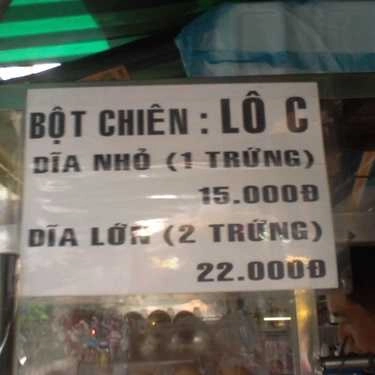 BỘT CHIÊN : LÔ C
DĨA NHỎ (1 TRỨNG)
15.000Đ
DĨA LỚN (2 TRỨNG)
22.000Đ